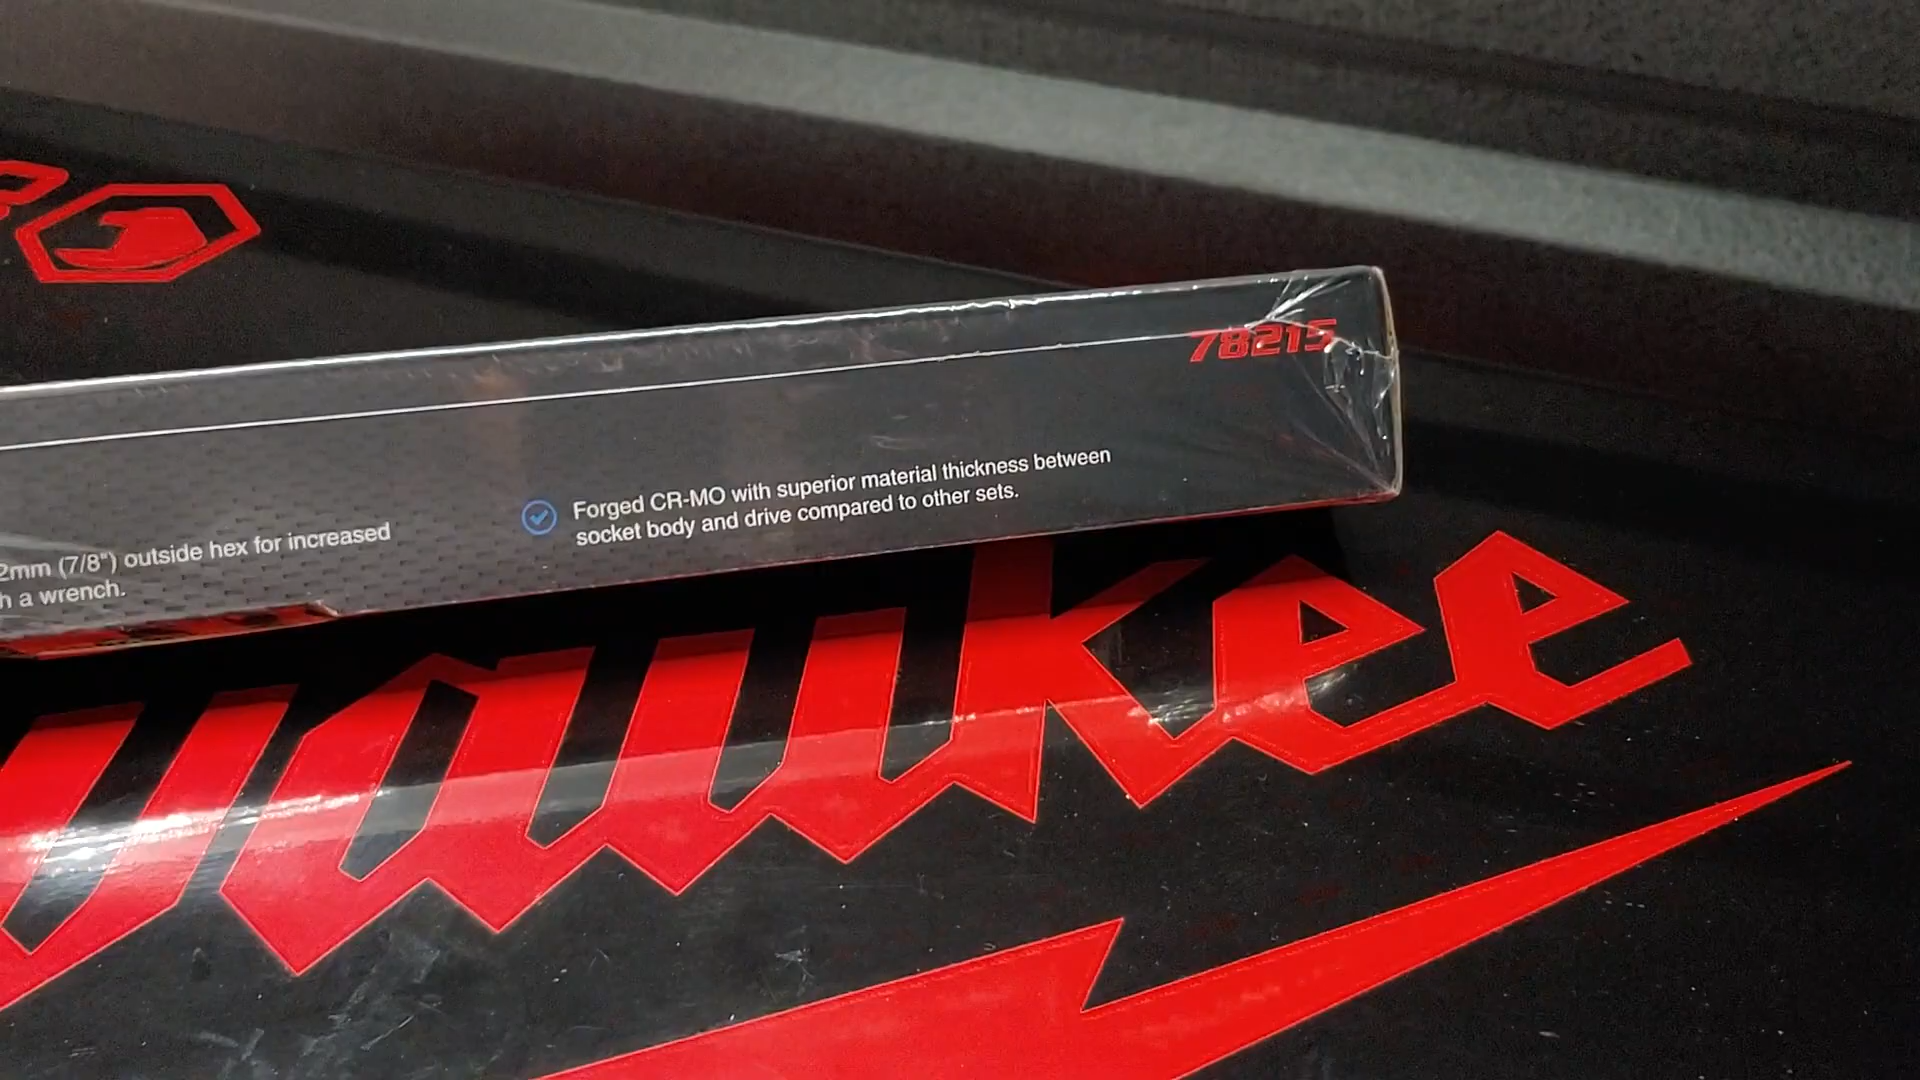 78215
Forged CR-MO with superior material thickness between
socket body and drive compared to other sets.
2mm (7/8") outside hex for increased
h a wrench.
waukee